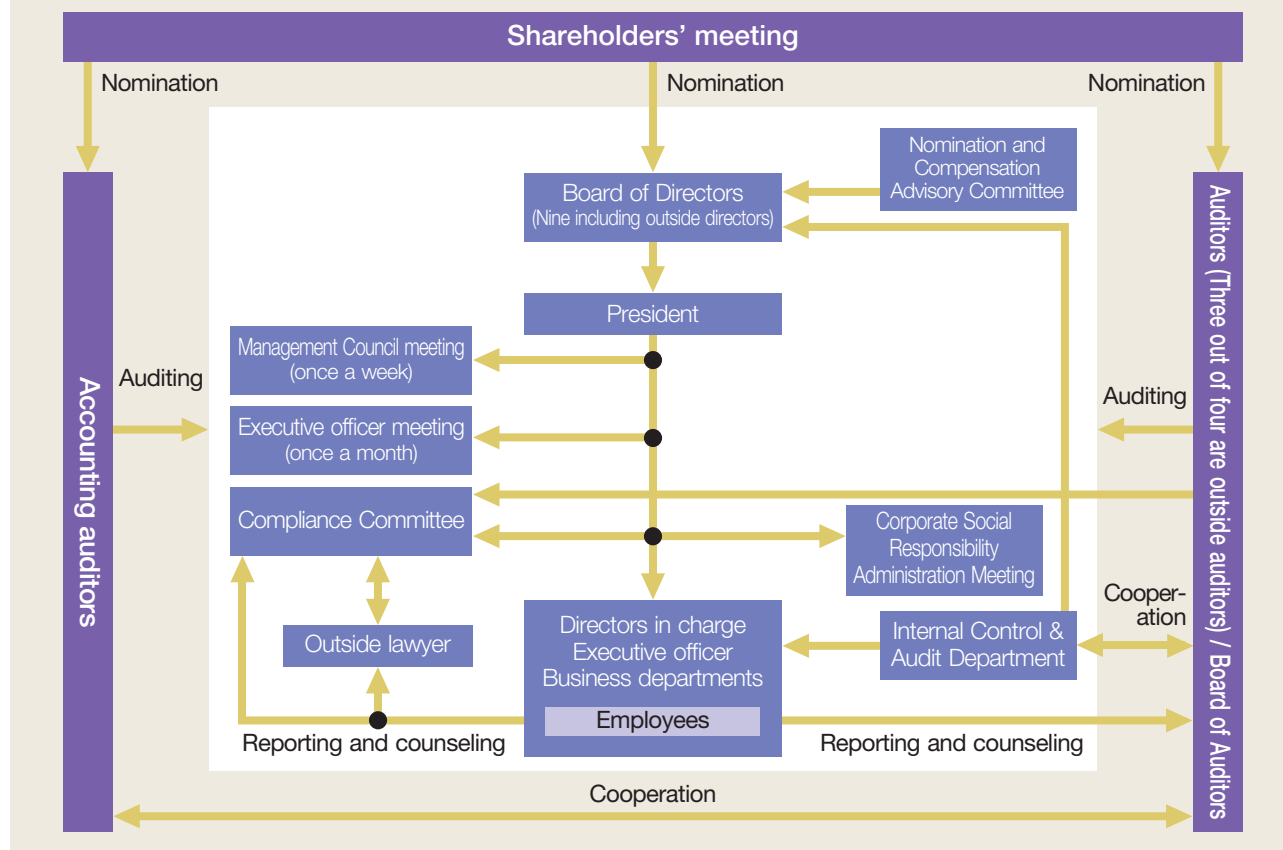 Shareholders' meeting
Nomination
Nomination
Nomination
Nomination and
Compensation
Advisory Committee
Board of Directors
(Nine including outside directors)
President
Management Council meeting
(once a week)
Auditing
Executive officer meeting
(once a month)
Auditing
Compliance Committee
Corporate Social
Responsibility
Administration Meeting
Cooper-
ation
Outside lawyer
Directors in charge
Executive officer
Business departments
Employees
Internal Control &
Audit Department
Reporting and counseling
Reporting and counseling
Cooperation
Accounting auditors
Auditors (Three out of four are outside auditors) / Board of Auditors